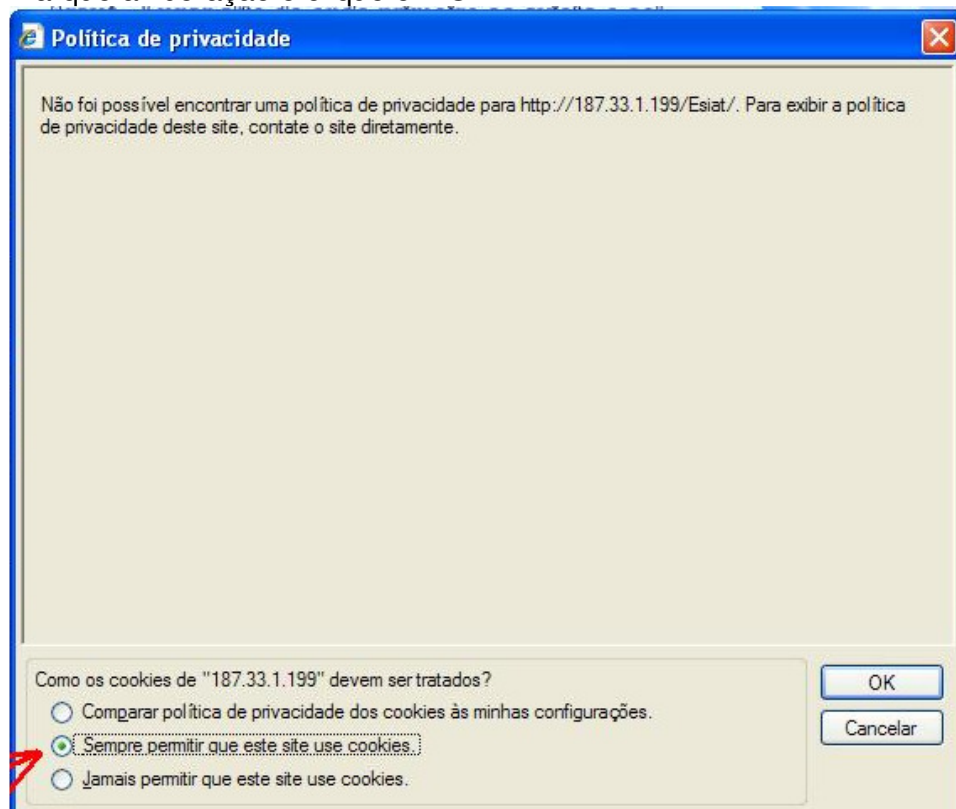 Política de privacidade
Não foi possível encontrar uma política de privacidade para http://187.33.1.199/Esiat/. Para exibir a política
de privacidade deste site, contate o site diretamente.
Como os cookies de "187.33.1.199" devem ser tratados?
Comparar política de privacidade dos cookies às minhas configurações.
Sempre permitir que este site use cookies.
Jamais permitir que este site use cookies.
OK
Cancelar